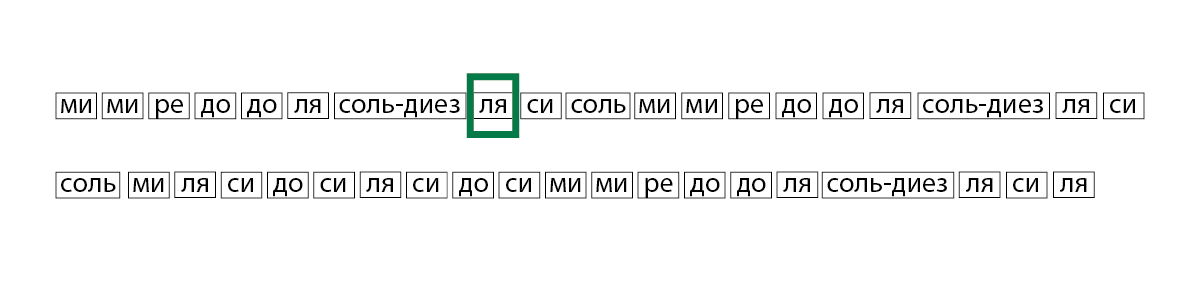 ми ми ре до до ля соль-диез ля си соль ми ми ре до до ля соль-диез ля си
соль ми ля си до си ля си до си ми ми ре до до ля соль-диез ля си ля